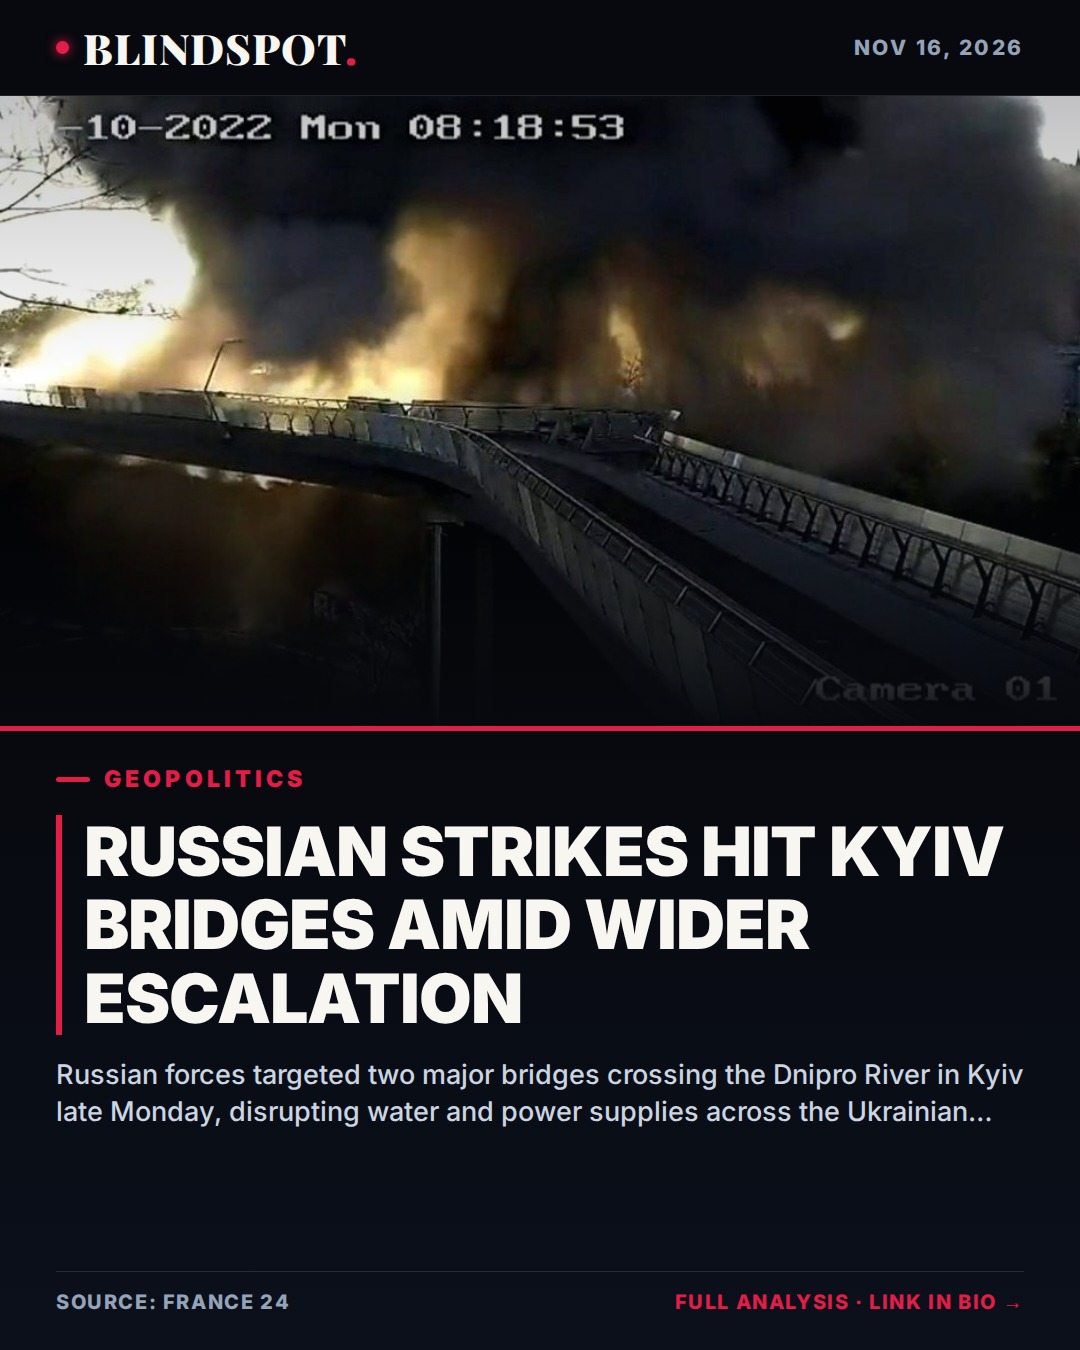 BLINDSPOT.
NOV 16, 2026
-10-2022 Mon 08:18:53
Camera 01
GEOPOLITICS
RUSSIAN STRIKES HIT KYIV
BRIDGES AMID WIDER
ESCALATION
Russian forces targeted two major bridges crossing the Dnipro River in Kyiv
late Monday, disrupting water and power supplies across the Ukrainian...
SOURCE: FRANCE 24
FULL ANALYSIS · LINK IN BIO →